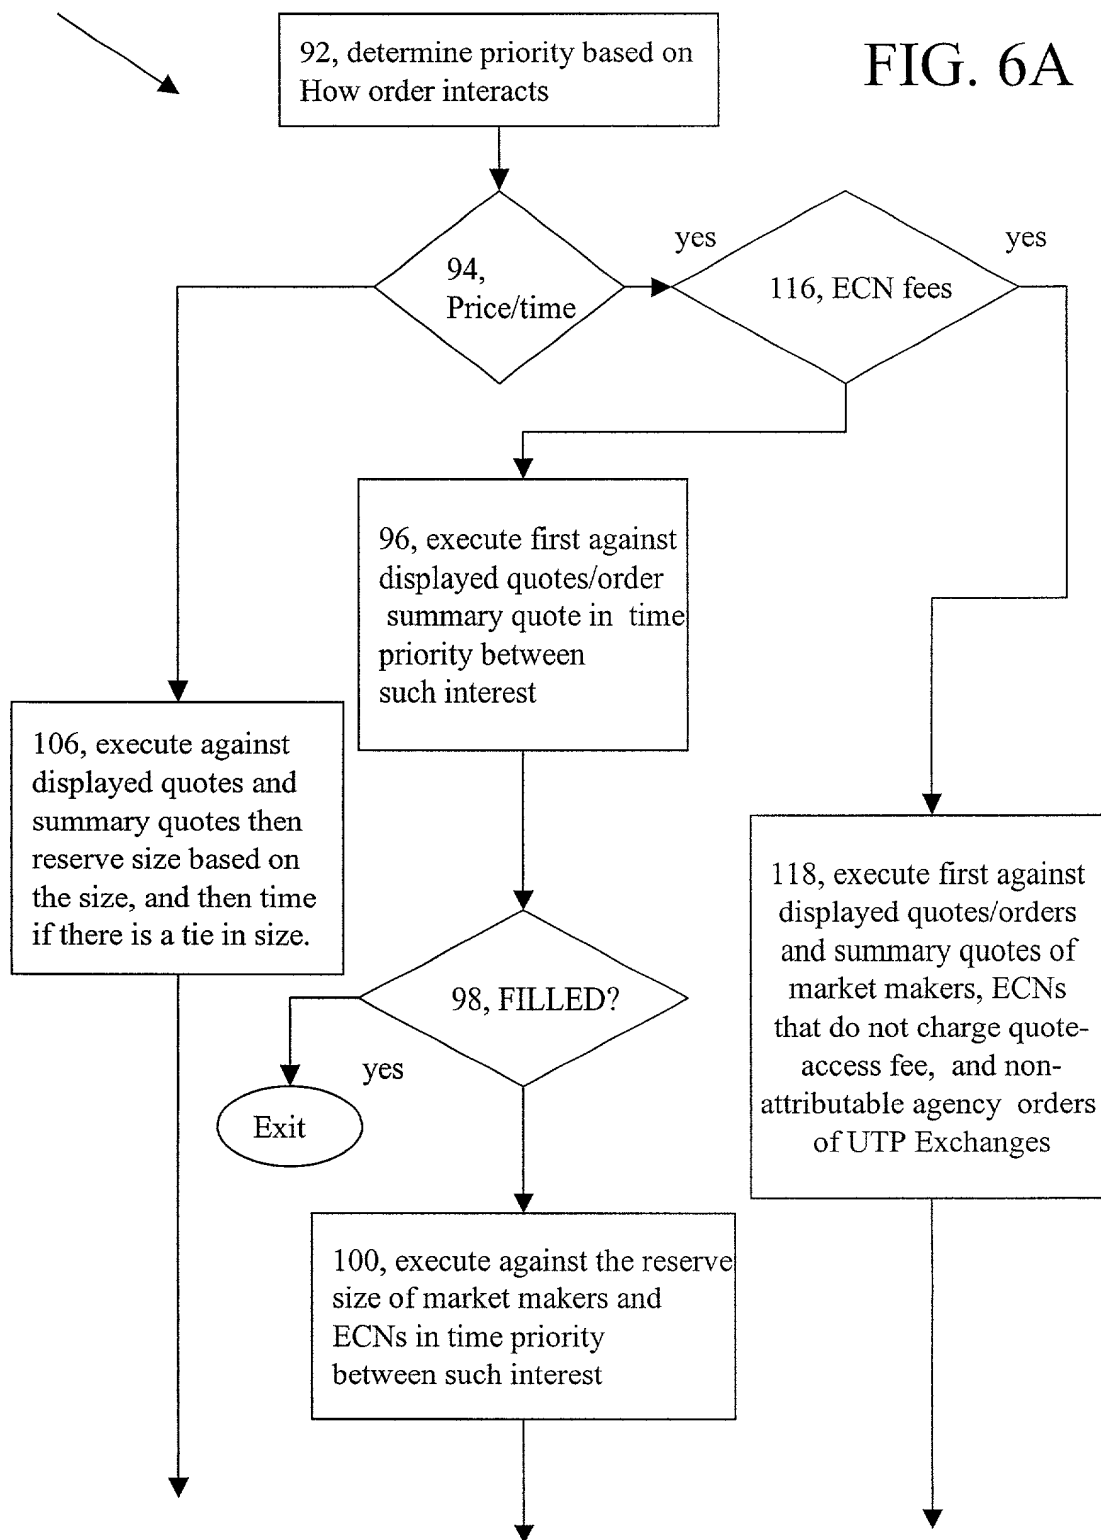 92, determine priority based on
How order interacts
FIG. 6A
94,
Price/time
yes
116, ECN fees
yes
96, execute first against
displayed quotes/order
summary quote in time
priority between
such interest
106, execute against
displayed quotes and
summary quotes then
reserve size based on
the size, and then time
if there is a tie in size.
118, execute first against
displayed quotes/orders
and summary quotes of
market makers, ECNs
that do not charge quote-
access fee, and non-
attributable agency orders
of UTP Exchanges
98, FILLED?
yes
Exit
100, execute against the reserve
size of market makers and
ECNs in time priority
between such interest